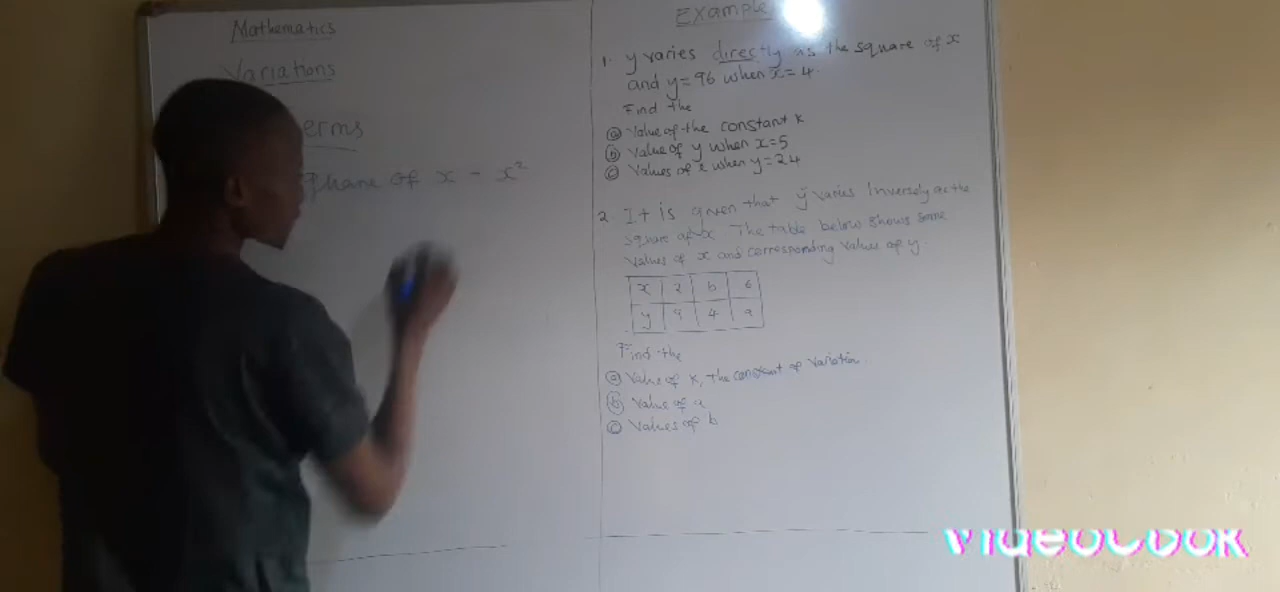 Mathematics
Variations
erms
of x - x²
Example
1. y varies directly as the square of x
and y = 96 when x = 4.
Find the
(a) Value of the constant k
(b) Value of y when x = 5
(c) Values of x when y = 24
2 It is given that y varies Inversely as the
square of x The table below shows some
values of x and corresponding values of y.
x 2 b 6
y 9 4 a
Find the
(a) Value of k, The constant of variation.
(b) Value of a
(c) Values of b
VIDEOLOOK